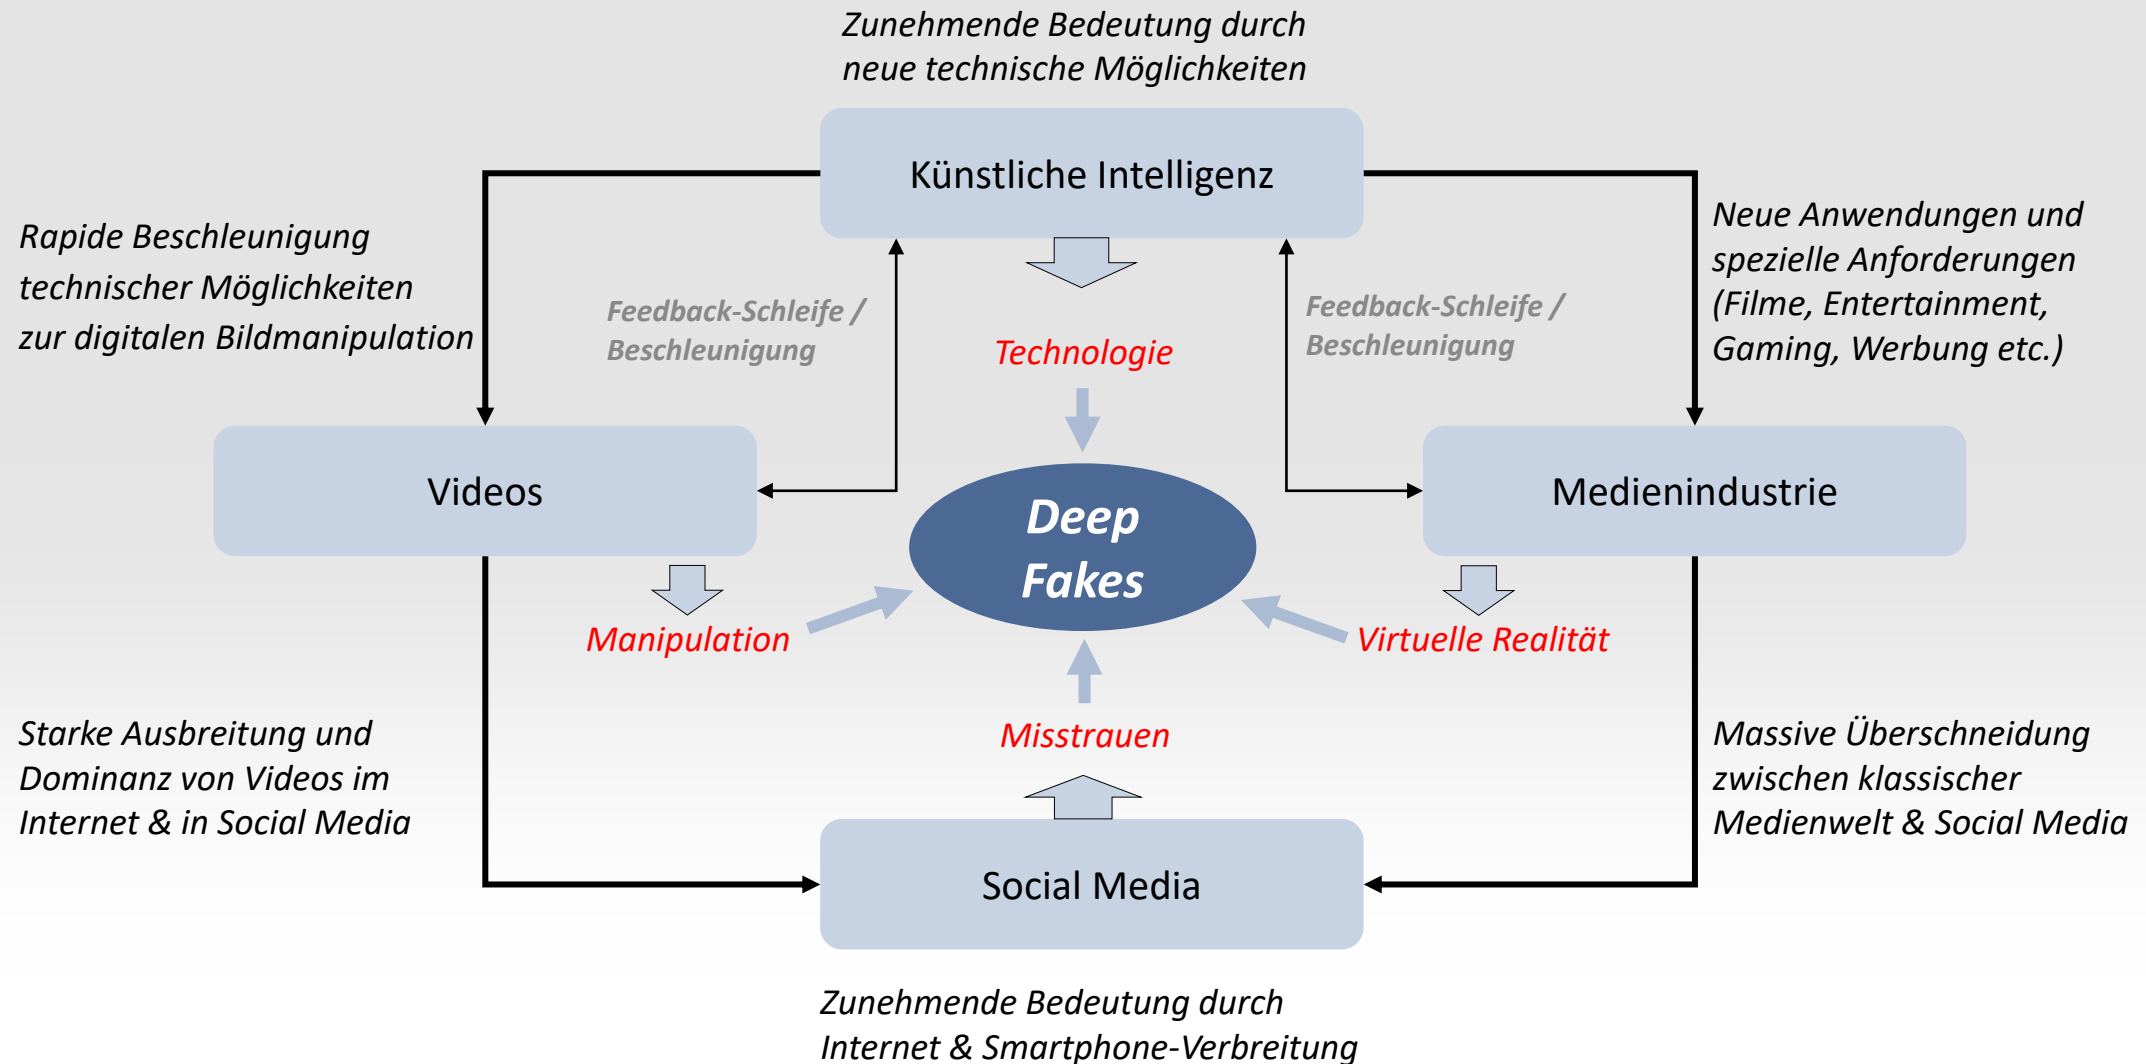 Zunehmende Bedeutung durch
neue technische Möglichkeiten
Künstliche Intelligenz
Rapide Beschleunigung
technischer Möglichkeiten
zur digitalen Bildmanipulation
Feedback-Schleife /
Beschleunigung
Technologie
Feedback-Schleife /
Beschleunigung
Neue Anwendungen und
spezielle Anforderungen
(Filme, Entertainment,
Gaming, Werbung etc.)
Videos
Deep
Fakes
Medienindustrie
Manipulation
Virtuelle Realität
Misstrauen
Starke Ausbreitung und
Dominanz von Videos im
Internet & in Social Media
Massive Überschneidung
zwischen klassischer
Medienwelt & Social Media
Social Media
Zunehmende Bedeutung durch
Internet & Smartphone-Verbreitung